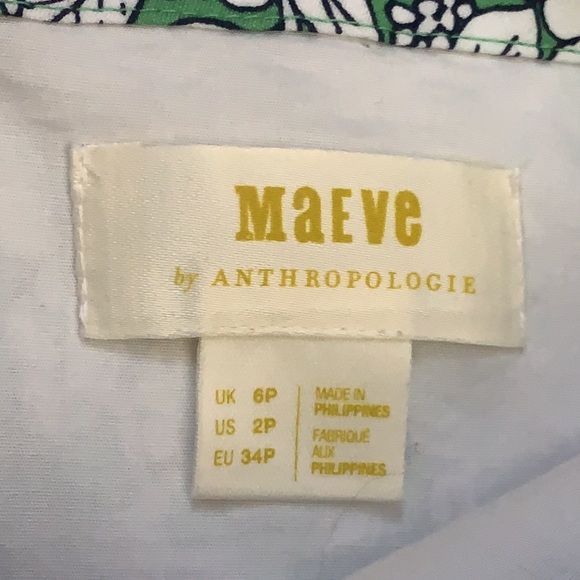 MaEVe
by ANTHROPOLOGIE
UK 6P
US 2P
EU 34P
MADE IN
PHILIPPINES
FABRIQUÉ
AUX
PHILIPPINES